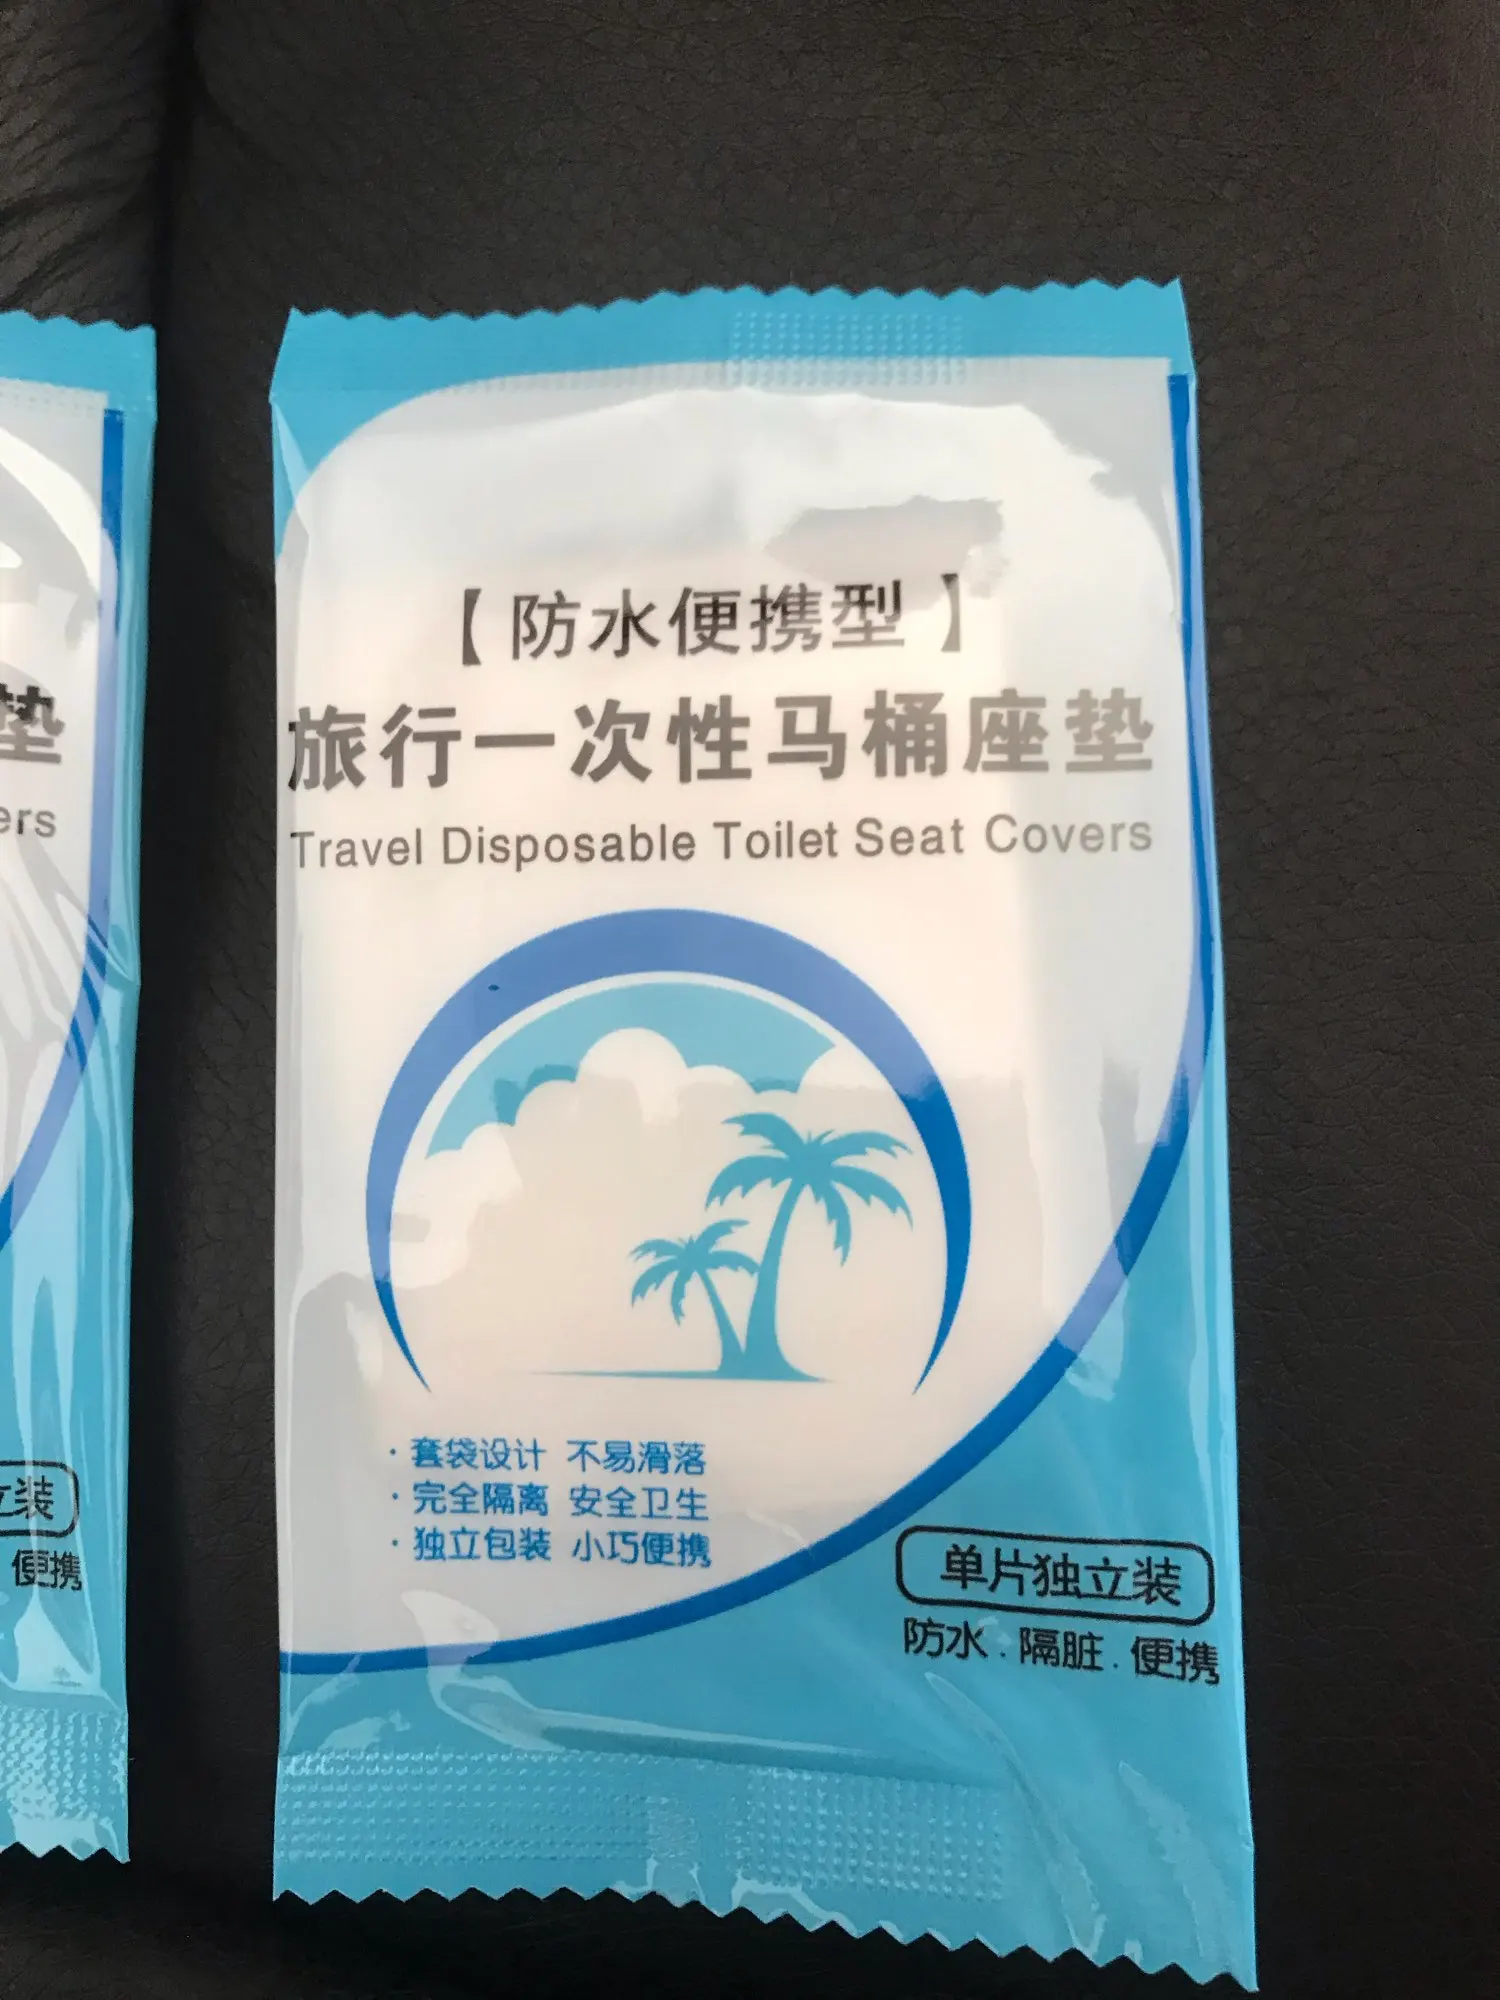 【防水便携型】
旅行一次性马桶座垫
Travel Disposable Toilet Seat Covers
· 套袋设计 不易滑落
· 完全隔离 安全卫生
· 独立包装 小巧便携
单片独立装
防水 . 隔脏 . 便携
垫
ers
立装
便携